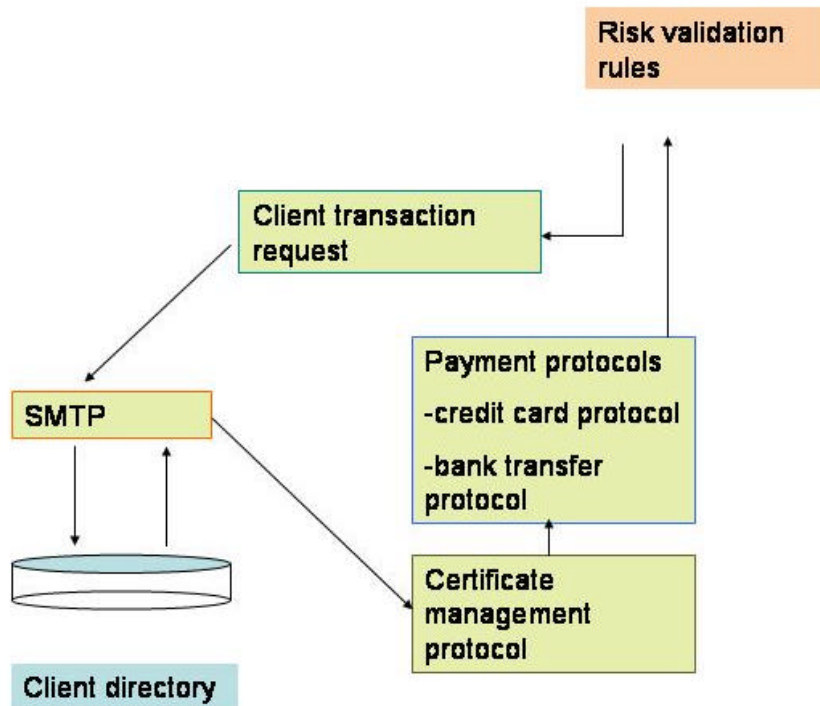 Risk validation
rules
Client transaction
request
Payment protocols
-credit card protocol
-bank transfer
protocol
SMTP
Certificate
management
protocol
Client directory